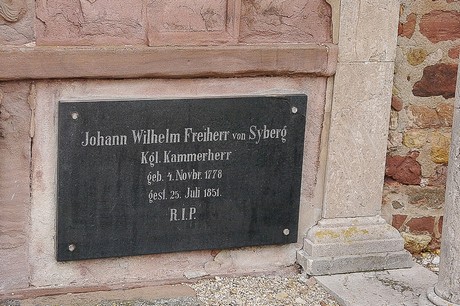 Johann Wilhelm Freiherr von Syberg
Kgl. Kammerherr
geb. 4. Novbr. 1778
gest. 25. Juli 1851.
R.I.P.